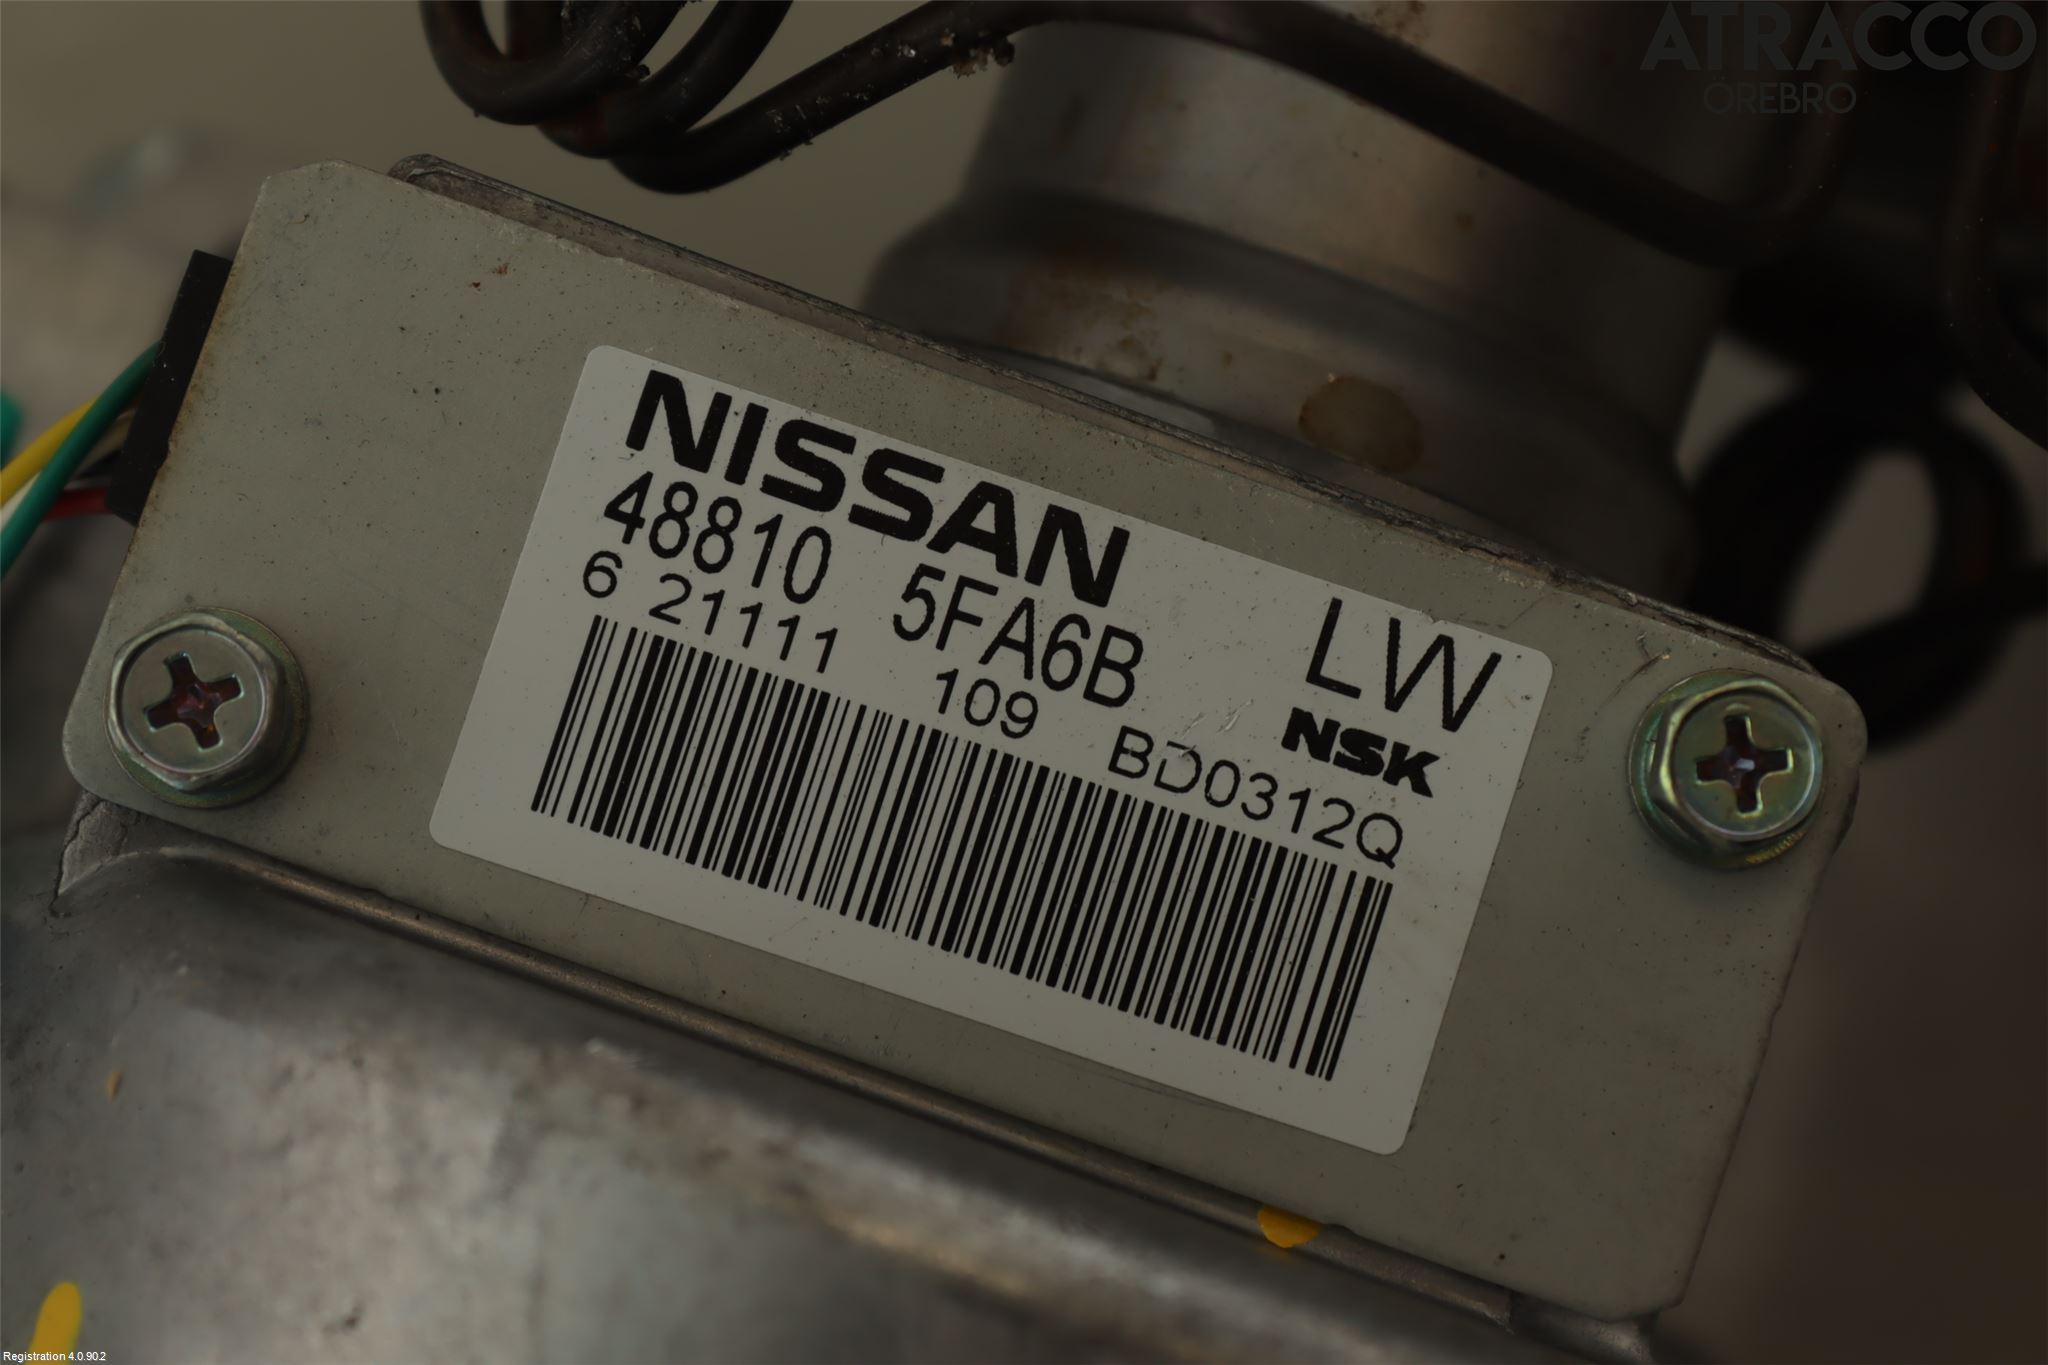 ATRACCO
ÖREBRO
NISSAN
48810 5FA6B LW
6 21111 109 BD0312Q NSK
Registration 4.0.90.2